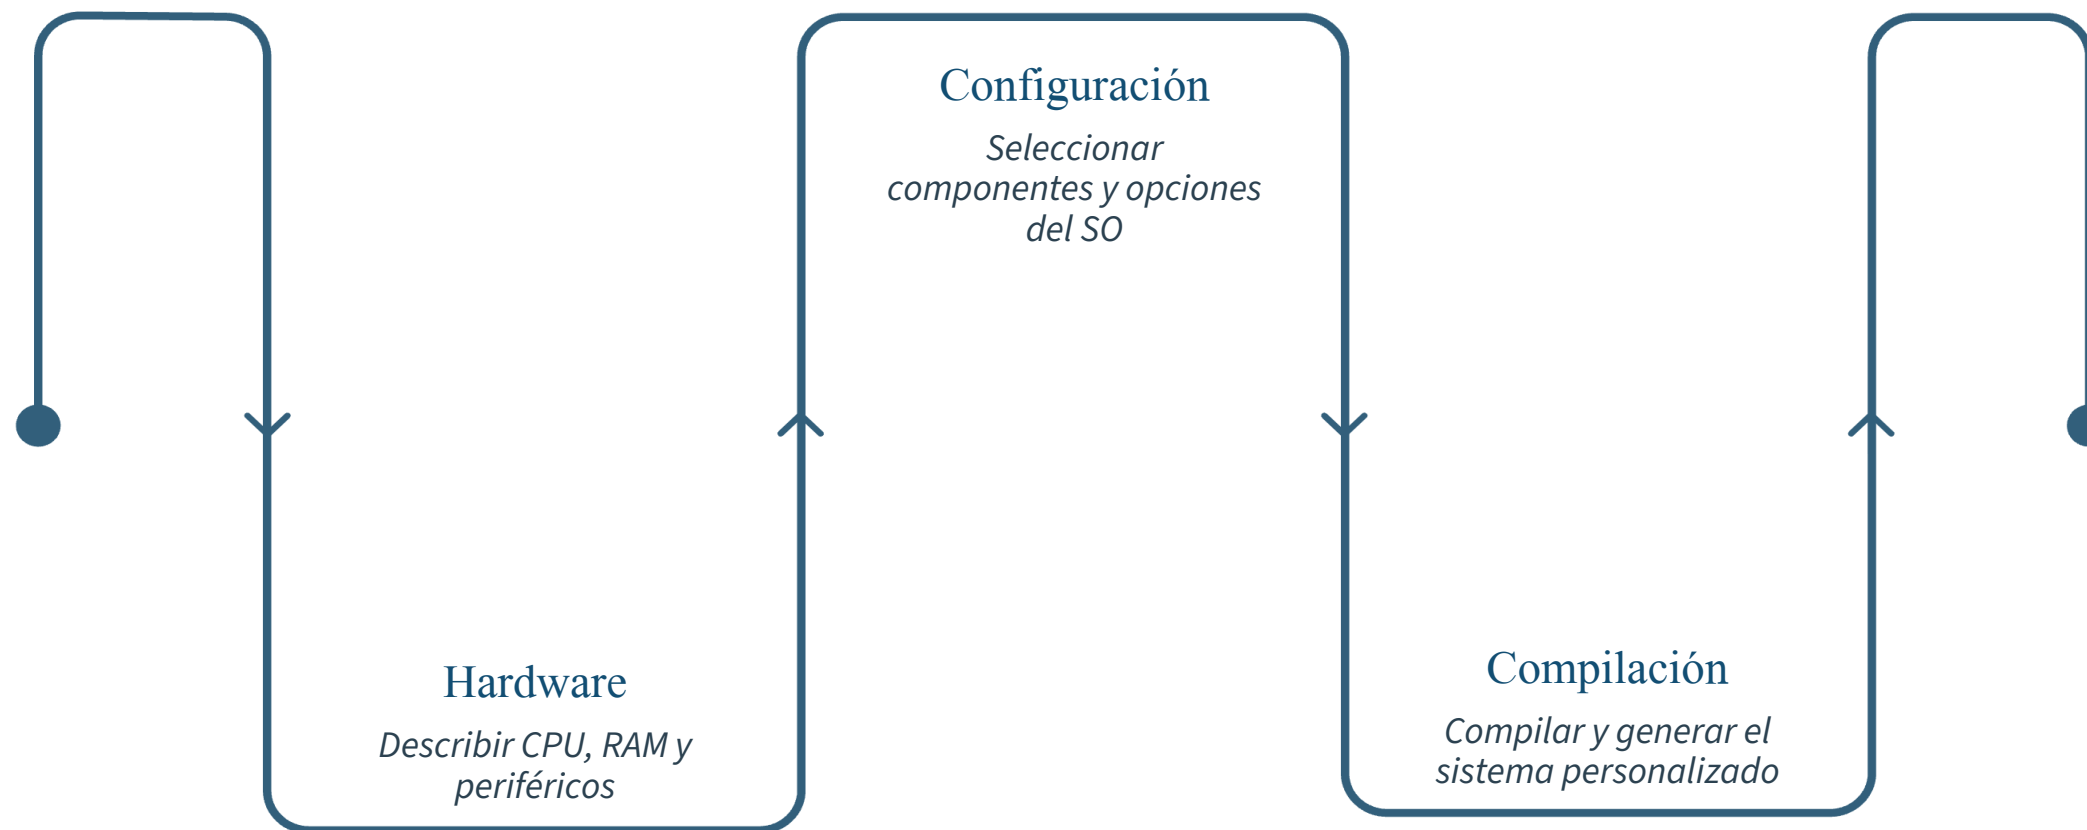 Hardware
Describir CPU, RAM y
periféricos
Configuración
Seleccionar
componentes y opciones
del SO
Compilación
Compilar y generar el
sistema personalizado